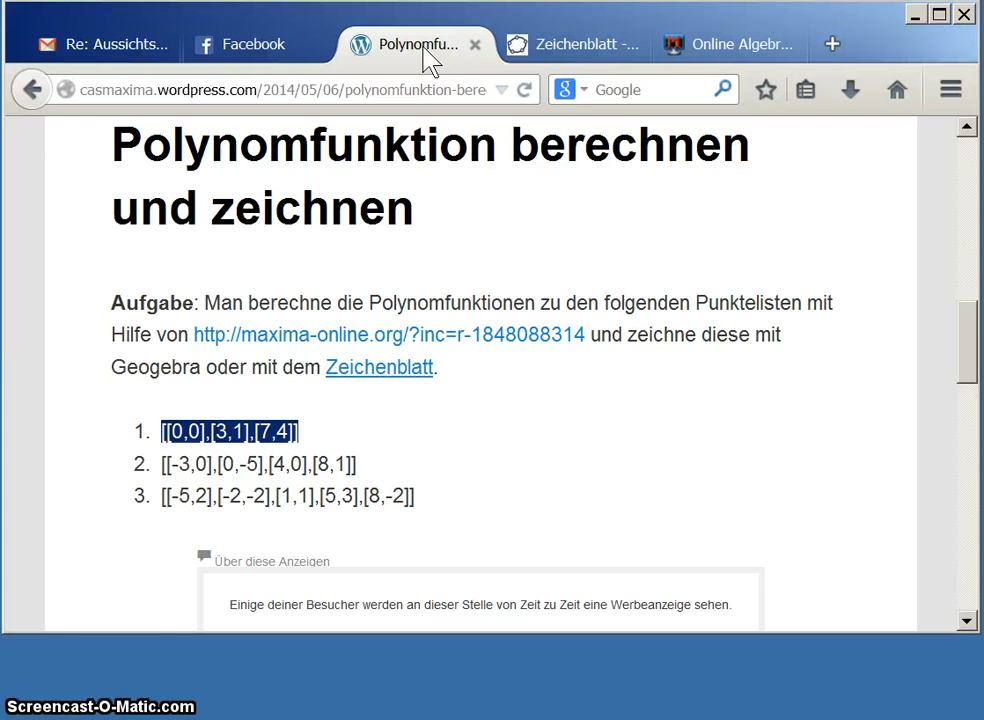 Re: Aussichts...
Facebook
Polynomfu...
Zeichenblatt -...
Online Algebr...
casmaxima.wordpress.com/2014/05/06/polynomfunktion-bere
Google
Polynomfunktion berechnen
und zeichnen
Aufgabe: Man berechne die Polynomfunktionen zu den folgenden Punktelisten mit
Hilfe von http://maxima-online.org/?inc=r-1848088314 und zeichne diese mit
Geogebra oder mit dem Zeichenblatt.
1. [[0,0],[3,1],[7,4]]
2. [[-3,0],[0,-5],[4,0],[8,1]]
3. [[-5,2],[-2,-2],[1,1],[5,3],[8,-2]]
Über diese Anzeigen
Einige deiner Besucher werden an dieser Stelle von Zeit zu Zeit eine Werbeanzeige sehen.
Screencast-O-Matic.com